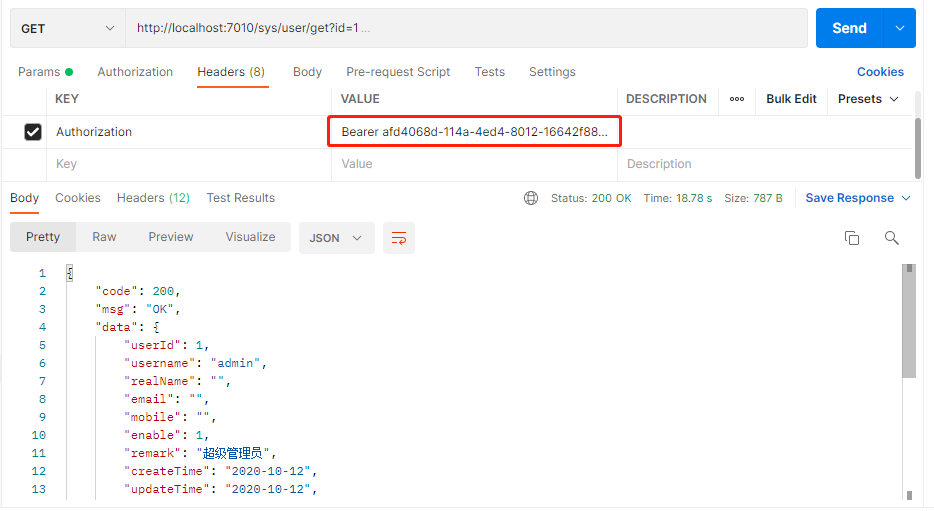 GET http://localhost:7010/sys/user/get?id=1 ... Send
Params Authorization Headers (8) Body Pre-request Script Tests Settings Cookies
KEY VALUE DESCRIPTION ooo Bulk Edit Presets
Authorization Bearer afd4068d-114a-4ed4-8012-16642f88...
Key Value Description
Body Cookies Headers (12) Test Results Status: 200 OK Time: 18.78 s Size: 787 B Save Response
Pretty Raw Preview Visualize JSON
1 {
2 "code": 200,
3 "msg": "OK",
4 "data": {
5 "userId": 1,
6 "username": "admin",
7 "realName": "",
8 "email": "",
9 "mobile": "",
10 "enable": 1,
11 "remark": "超级管理员",
12 "createTime": "2020-10-12",
13 "updateTime": "2020-10-12",